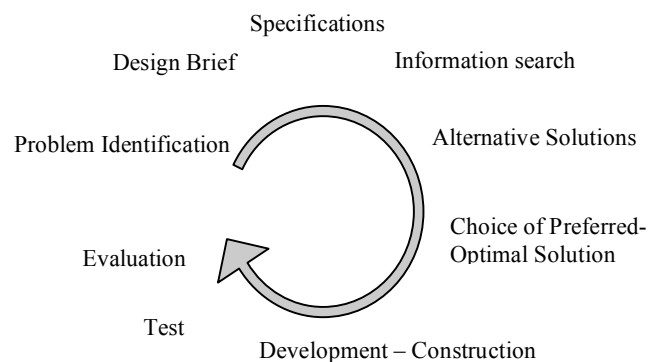 Specifications
Design Brief
Information search
Problem Identification
Alternative Solutions
Choice of Preferred-
Optimal Solution
Evaluation
Test
Development – Construction